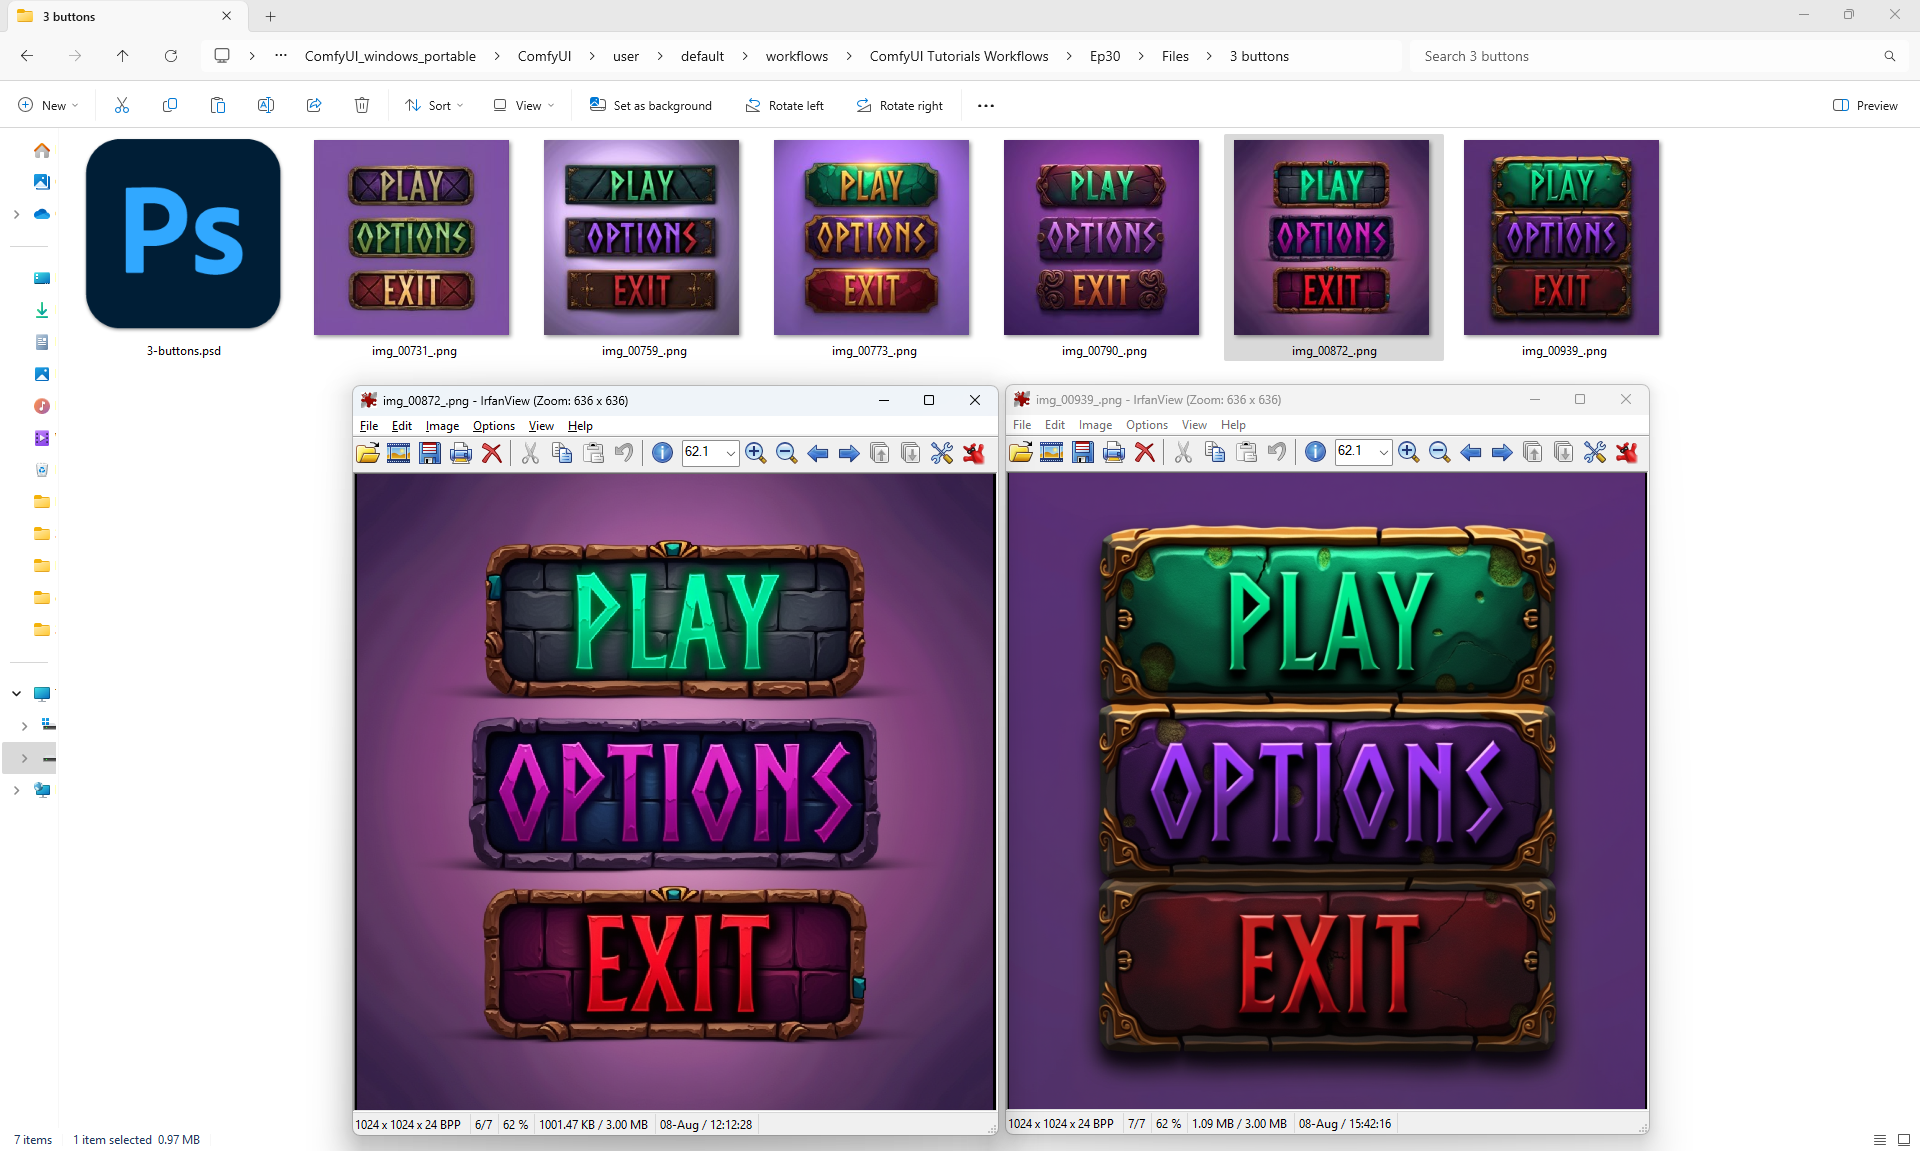 3 buttons
ComfyUI_windows_portable
ComfyUI
user
default
workflows
ComfyUI Tutorials Workflows
Ep30
Files
3 buttons
Search 3 buttons
New
Sort
View
Set as background
Rotate left
Rotate right
Preview
Ps
PLAY
OPTIONS
EXIT
PLAY
OPTIONS
EXIT
PLAY
OPTIONS
EXIT
PLAY
OPTIONS
EXIT
PLAY
OPTIONS
EXIT
PLAY
OPTIONS
EXIT
3-buttons.psd
img_00731_.png
img_00759_.png
img_00773_.png
img_00790_.png
img_00872_.png
img_00939_.png
img_00872_.png - IrfanView (Zoom: 636 x 636)
File Edit Image Options View Help
62.1
PLAY
OPTIONS
EXIT
1024 x 1024 x 24 BPP 6/7 62 % 1001.47 KB / 3.00 MB 08-Aug / 12:12:28
img_00939_.png - IrfanView (Zoom: 636 x 636)
File Edit Image Options View Help
62.1
PLAY
OPTIONS
EXIT
1024 x 1024 x 24 BPP 7/7 62 % 1.09 MB / 3.00 MB 08-Aug / 15:42:16
7 items 1 item selected 0.97 MB